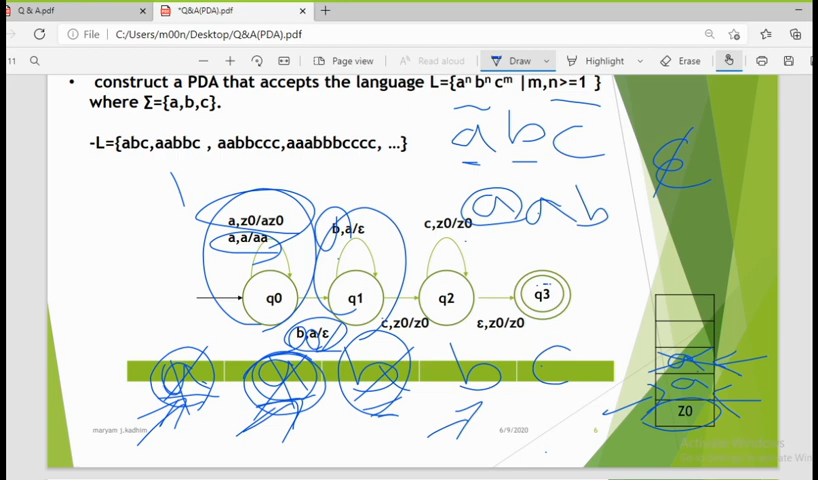 Q & A.pdf
*Q&A(PDA).pdf
File
C:/Users/m00n/Desktop/Q&A(PDA).pdf
11
Page view
Read aloud
Draw
Highlight
Erase
• construct a PDA that accepts the language L={aⁿ bⁿ cᵐ |m,n>=1 }
where Σ={a,b,c}.
a b c
-L={abc,aabbc , aabbccc,aaabbbcccc, ...}
a a b
a,z0/az0
a,a/aa
b,a/ε
c,z0/z0
q0
q1
q2
q3
b,a/ε
c,z0/z0
ε,z0/z0
a
a
b
b
c
a
a
Z0
maryam j.kadhim
6/9/2020
6
Activate Windows